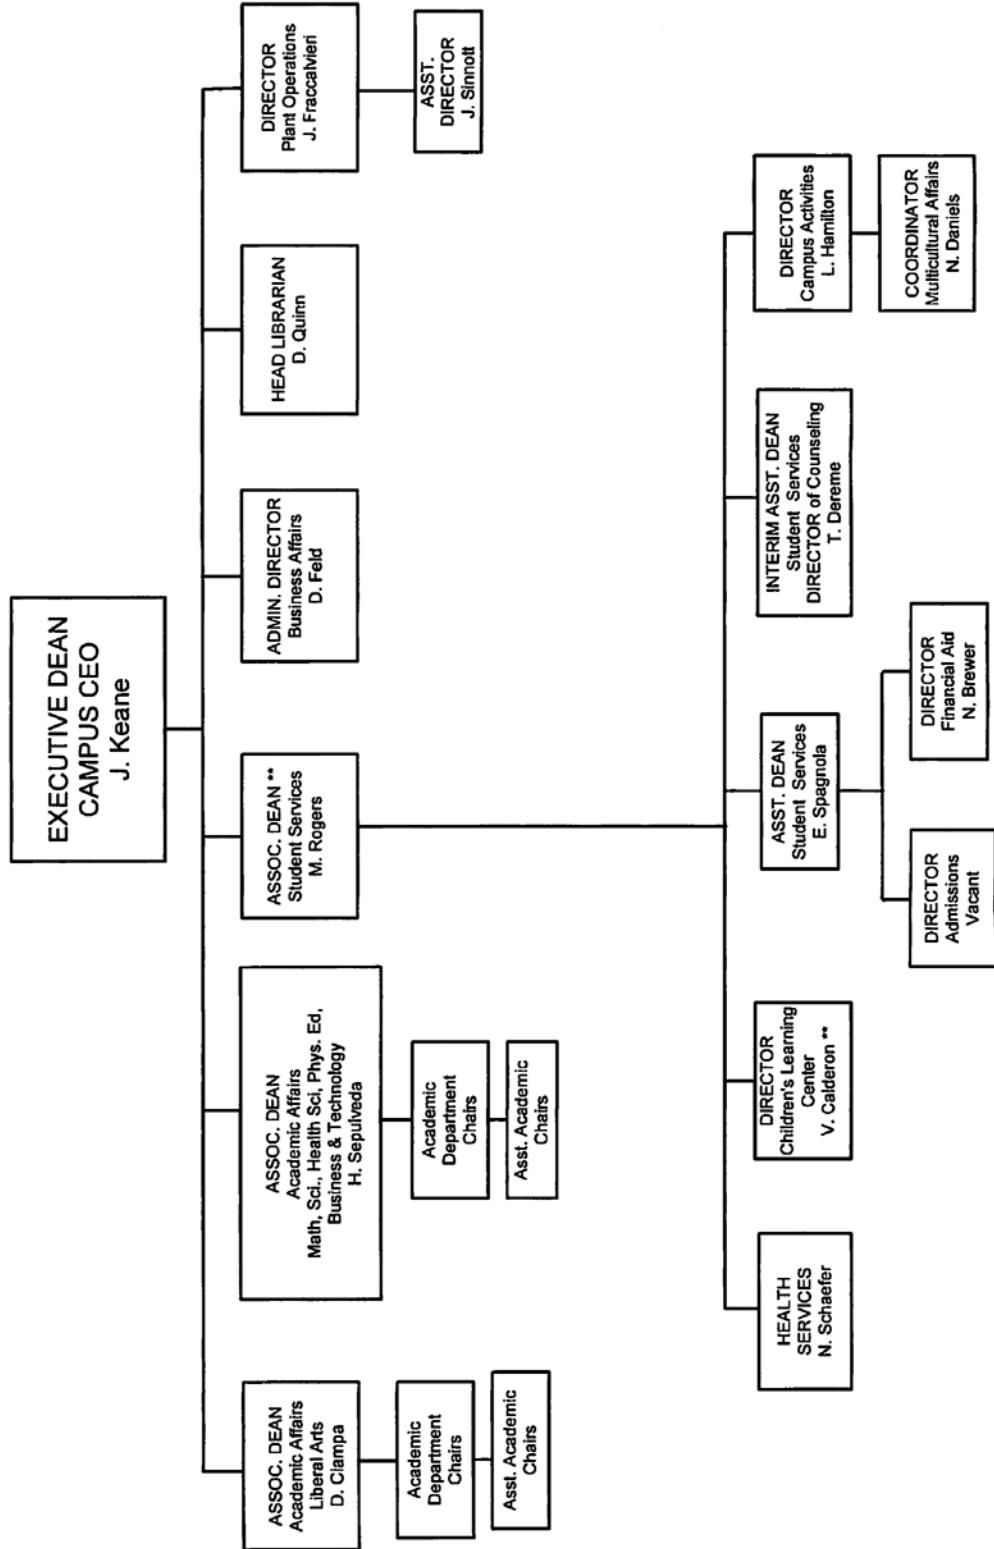 EXECUTIVE DEAN
CAMPUS CEO
J. Keane
ASSOC. DEAN
Academic Affairs
Liberal Arts
D. Ciampa
ASSOC. DEAN
Academic Affairs
Math, Sci., Health Sci, Phys. Ed,
Business & Technology
H. Sepulveda
ASSOC. DEAN **
Student Services
M. Rogers
ADMIN. DIRECTOR
Business Affairs
D. Feld
HEAD LIBRARIAN
D. Quinn
DIRECTOR
Plant Operations
J. Fraccalvieri
Academic
Department
Chairs
Academic
Department
Chairs
ASST.
DIRECTOR
J. Sinnott
Asst. Academic
Chairs
Asst. Academic
Chairs
HEALTH
SERVICES
N. Schaefer
DIRECTOR
Children's Learning
Center
V. Calderon **
ASST. DEAN
Student Services
E. Spagnola
INTERIM ASST. DEAN
Student Services
DIRECTOR of Counseling
T. Dereme
DIRECTOR
Campus Activities
L. Hamilton
DIRECTOR
Admissions
Vacant
DIRECTOR
Financial Aid
N. Brewer
COORDINATOR
Multicultural Affairs
N. Daniels